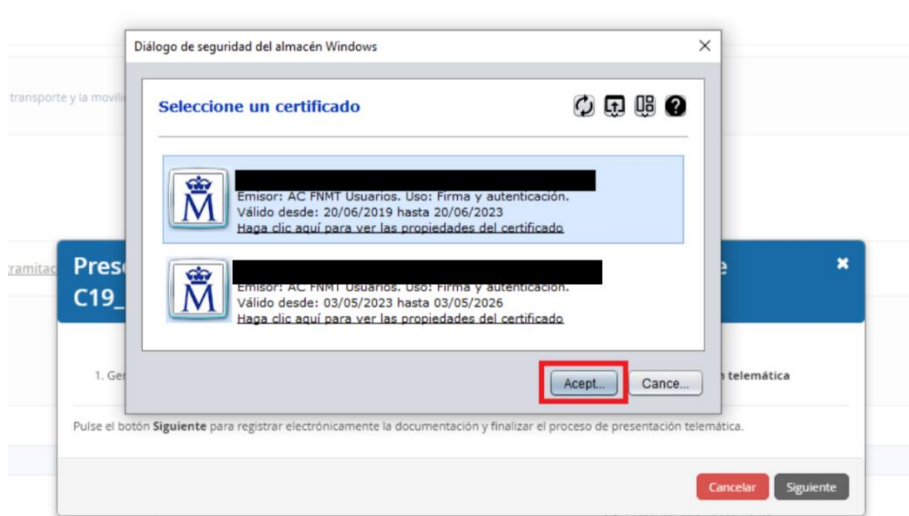 Diálogo de seguridad del almacén Windows
transporte y la movili
Seleccione un certificado
Emisor: AC FNMT Usuarios. Uso: Firma y autenticación.
Válido desde: 20/06/2019 hasta 20/06/2023
Haga clic aquí para ver las propiedades del certificado
Emisor: AC FNMT Usuarios. Uso: Firma y autenticación.
Válido desde: 03/05/2023 hasta 03/05/2026
Haga clic aquí para ver las propiedades del certificado
ramitac
Pres
C19_
Acept...
Cance...
1. Ge
telemática
Pulse el botón Siguiente para registrar electrónicamente la documentación y finalizar el proceso de presentación telemática.
Cancelar
Siguiente